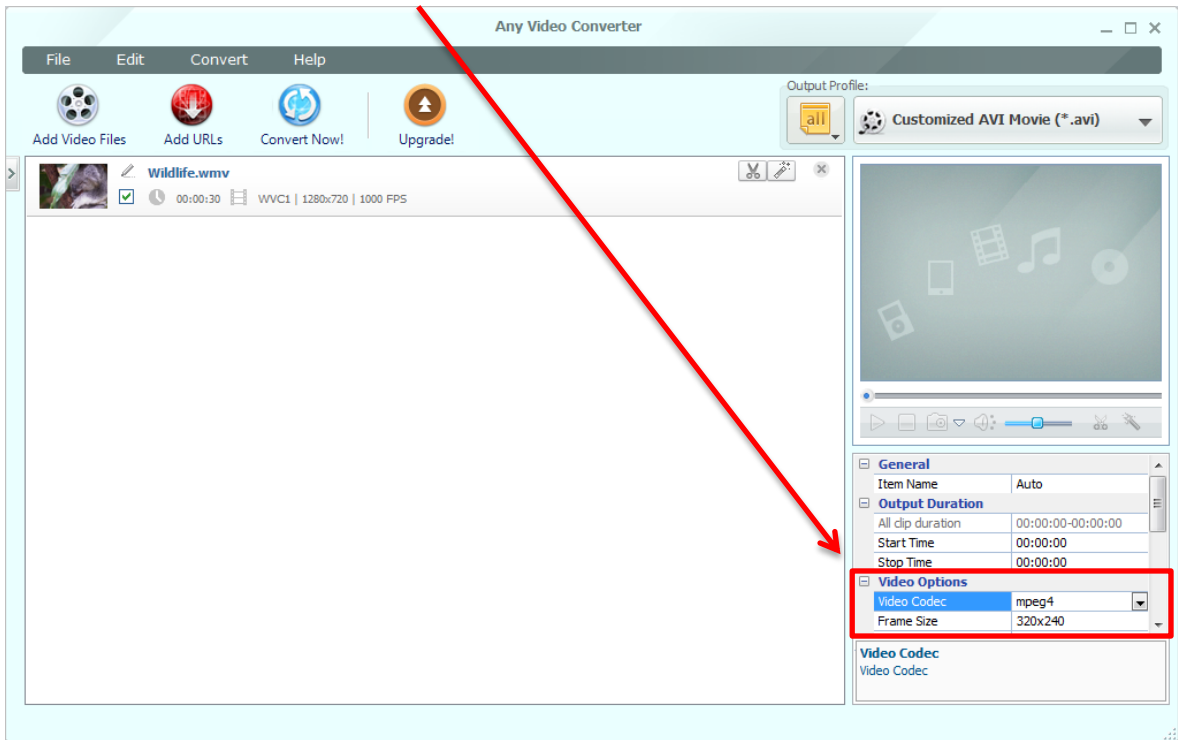 Any Video Converter
File Edit Convert Help
Output Profile:
Add Video Files Add URLs Convert Now! Upgrade!
all Customized AVI Movie (*.avi)
Wildlife.wmv
00:00:30 WVC1 | 1280x720 | 1000 FPS
General
Item Name Auto
Output Duration
All clip duration 00:00:00-00:00:00
Start Time 00:00:00
Stop Time 00:00:00
Video Options
Video Codec mpeg4
Frame Size 320x240
Video Codec
Video Codec